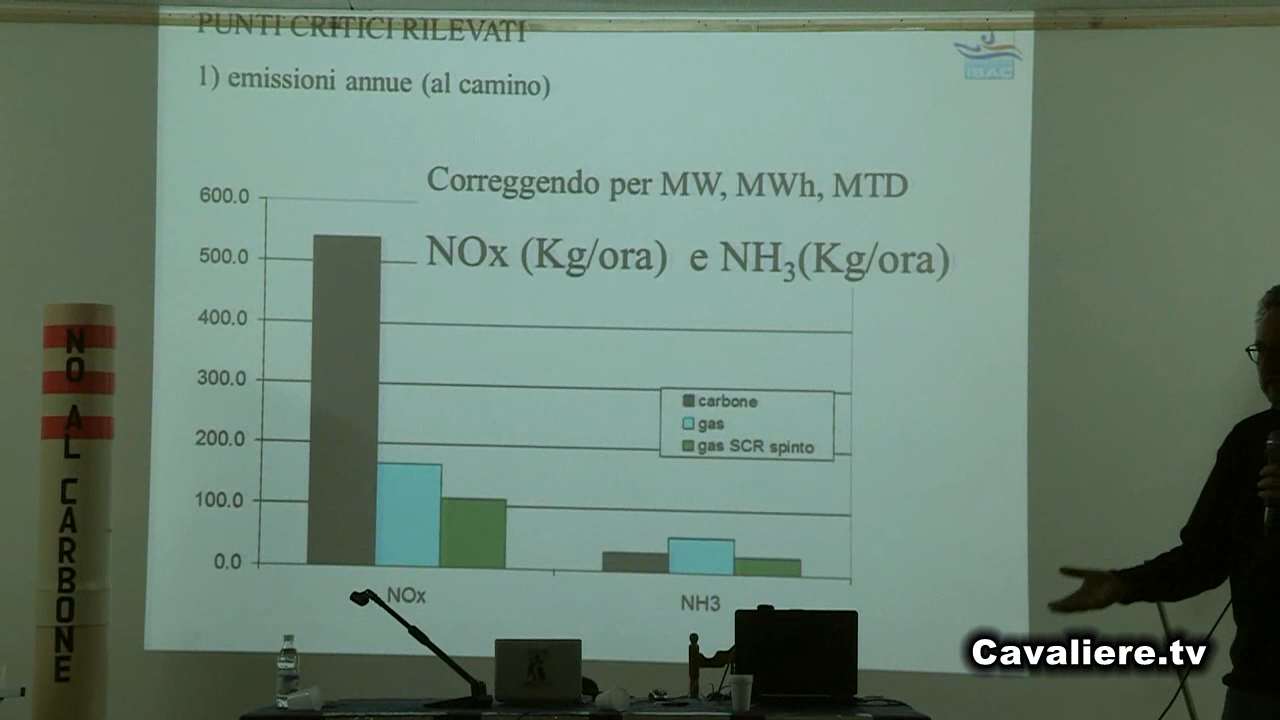 PUNTI CRITICI RILEVATI
1) emissioni annue (al camino)
IBAC
Correggendo per MW, MWh, MTD
NOx (Kg/ora) e NH₃(Kg/ora)
600.0
500.0
400.0
300.0
200.0
100.0
0.0
carbone
gas
gas SCR spinto
NOx
NH3
NO AL CARBONE
Cavaliere.tv